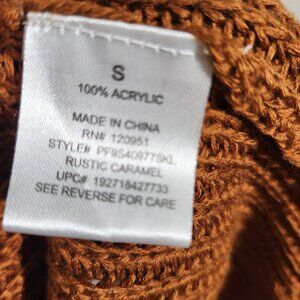 S
100% ACRYLIC
MADE IN CHINA
RN# 120951
STYLE# PF9S40977SKL
RUSTIC CARAMEL
UPC# 192718427733
SEE REVERSE FOR CARE